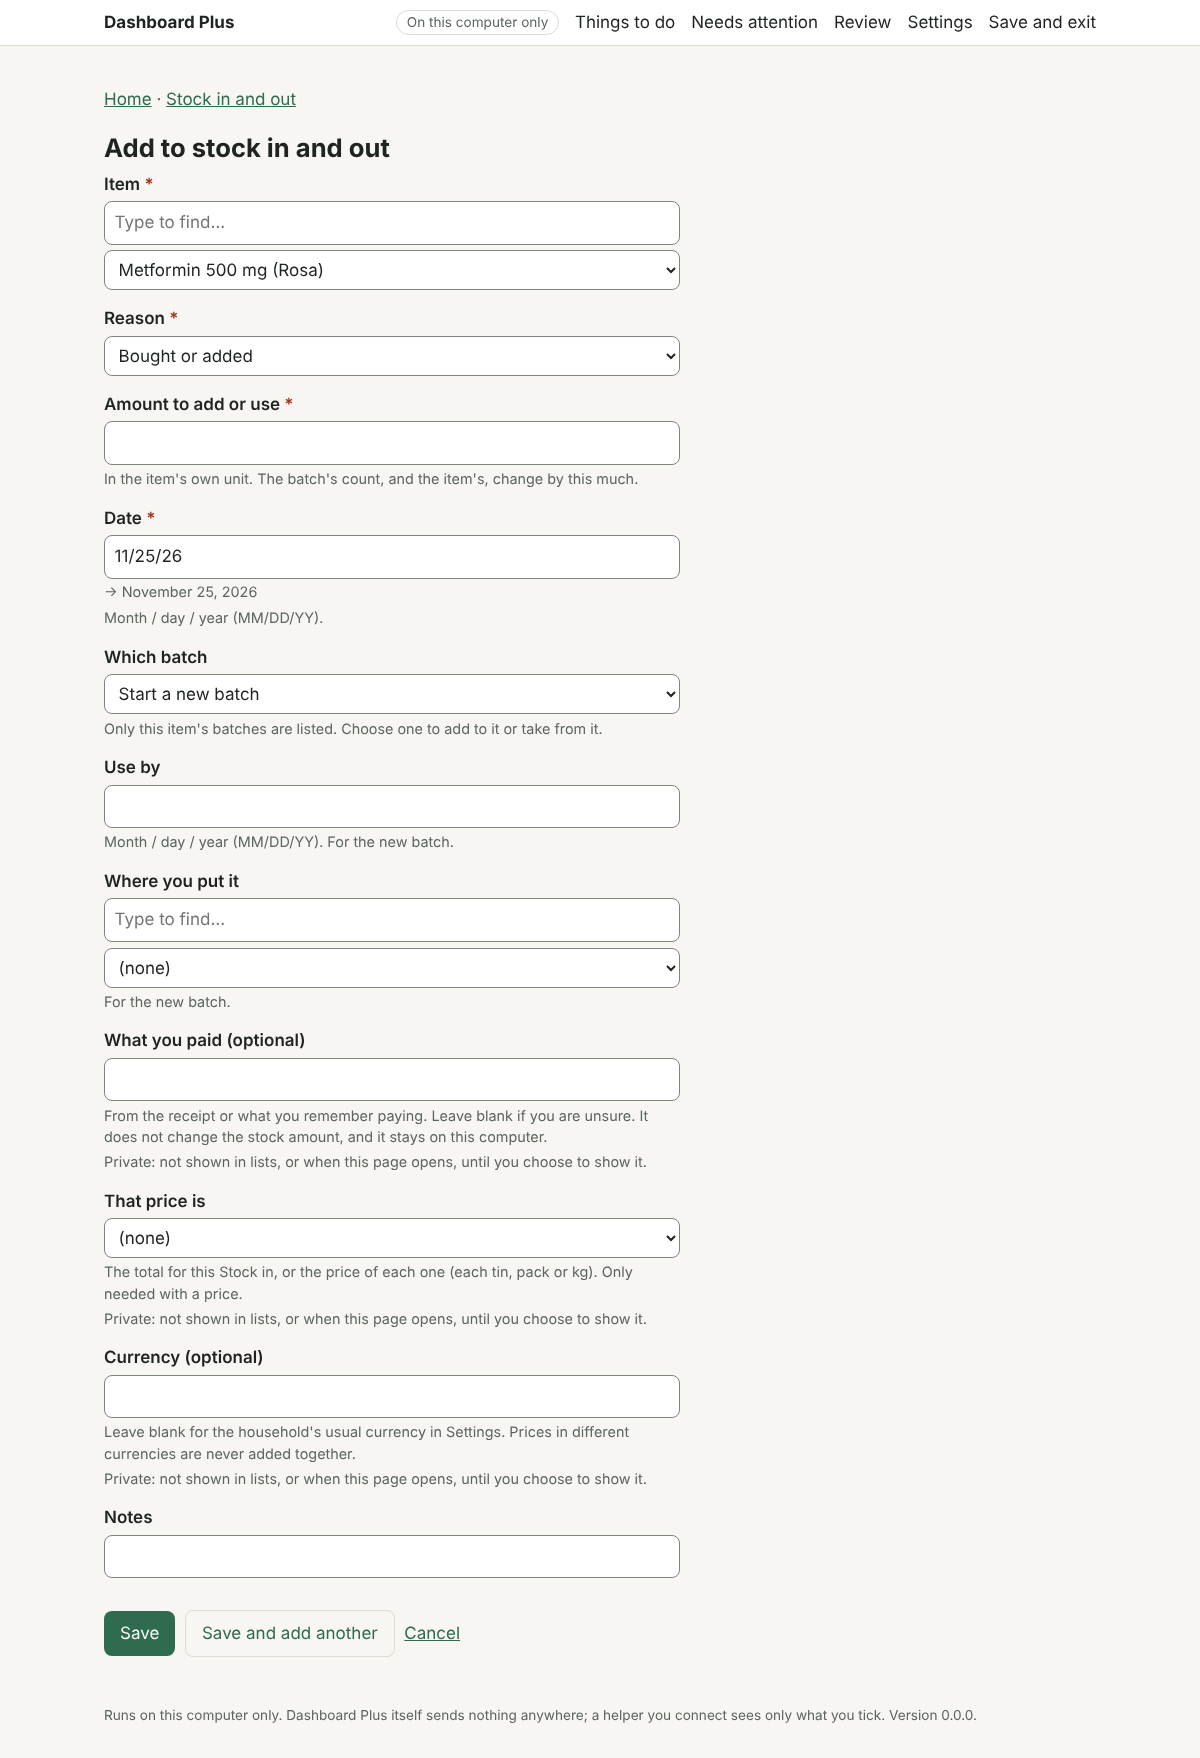 Dashboard Plus
On this computer only
Things to do
Needs attention
Review
Settings
Save and exit
Home · Stock in and out
Add to stock in and out
Item *
Type to find...
Metformin 500 mg (Rosa)
Reason *
Bought or added
Amount to add or use *
In the item's own unit. The batch's count, and the item's, change by this much.
Date *
11/25/26
→ November 25, 2026
Month / day / year (MM/DD/YY).
Which batch
Start a new batch
Only this item's batches are listed. Choose one to add to it or take from it.
Use by
Month / day / year (MM/DD/YY). For the new batch.
Where you put it
Type to find...
(none)
For the new batch.
What you paid (optional)
From the receipt or what you remember paying. Leave blank if you are unsure. It
does not change the stock amount, and it stays on this computer.
Private: not shown in lists, or when this page opens, until you choose to show it.
That price is
(none)
The total for this Stock in, or the price of each one (each tin, pack or kg). Only
needed with a price.
Private: not shown in lists, or when this page opens, until you choose to show it.
Currency (optional)
Leave blank for the household's usual currency in Settings. Prices in different
currencies are never added together.
Private: not shown in lists, or when this page opens, until you choose to show it.
Notes
Save
Save and add another
Cancel
Runs on this computer only. Dashboard Plus itself sends nothing anywhere; a helper you connect sees only what you tick. Version 0.0.0.